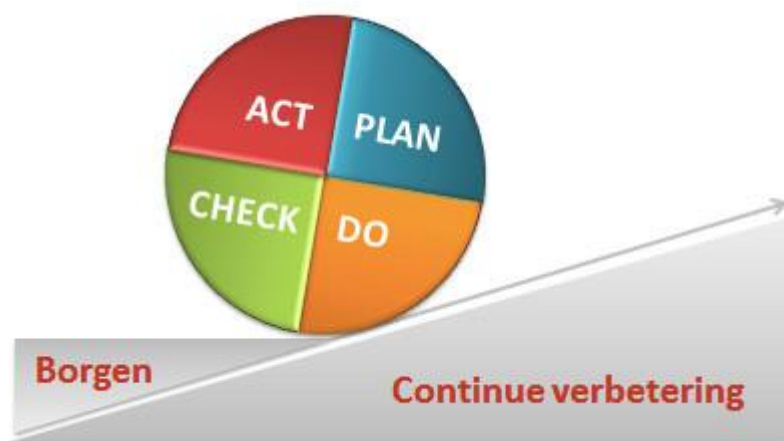 ACT
PLAN
CHECK
DO
Borgen
Continue verbetering